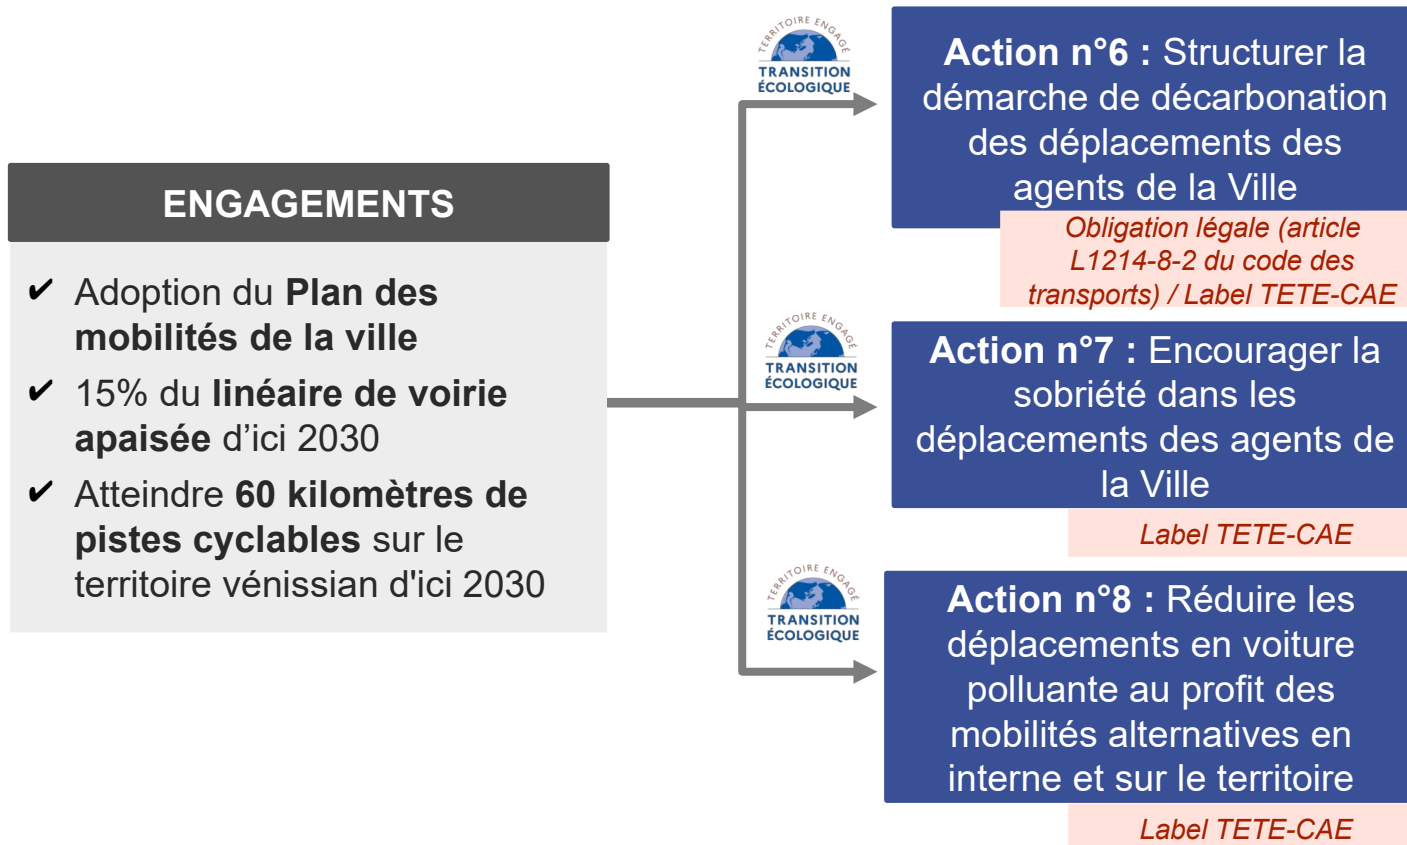 ENGAGEMENTS
✔ Adoption du Plan des
mobilités de la ville
✔ 15% du linéaire de voirie
apaisée d’ici 2030
✔ Atteindre 60 kilomètres de
pistes cyclables sur le
territoire vénissian d'ici 2030
TERRITOIRE ENGAGÉ
TRANSITION
ÉCOLOGIQUE
Action n°6 : Structurer la
démarche de décarbonation
des déplacements des
agents de la Ville
Obligation légale (article
L1214-8-2 du code des
transports) / Label TETE-CAE
TERRITOIRE ENGAGÉ
TRANSITION
ÉCOLOGIQUE
Action n°7 : Encourager la
sobriété dans les
déplacements des agents de
la Ville
Label TETE-CAE
TERRITOIRE ENGAGÉ
TRANSITION
ÉCOLOGIQUE
Action n°8 : Réduire les
déplacements en voiture
polluante au profit des
mobilités alternatives en
interne et sur le territoire
Label TETE-CAE